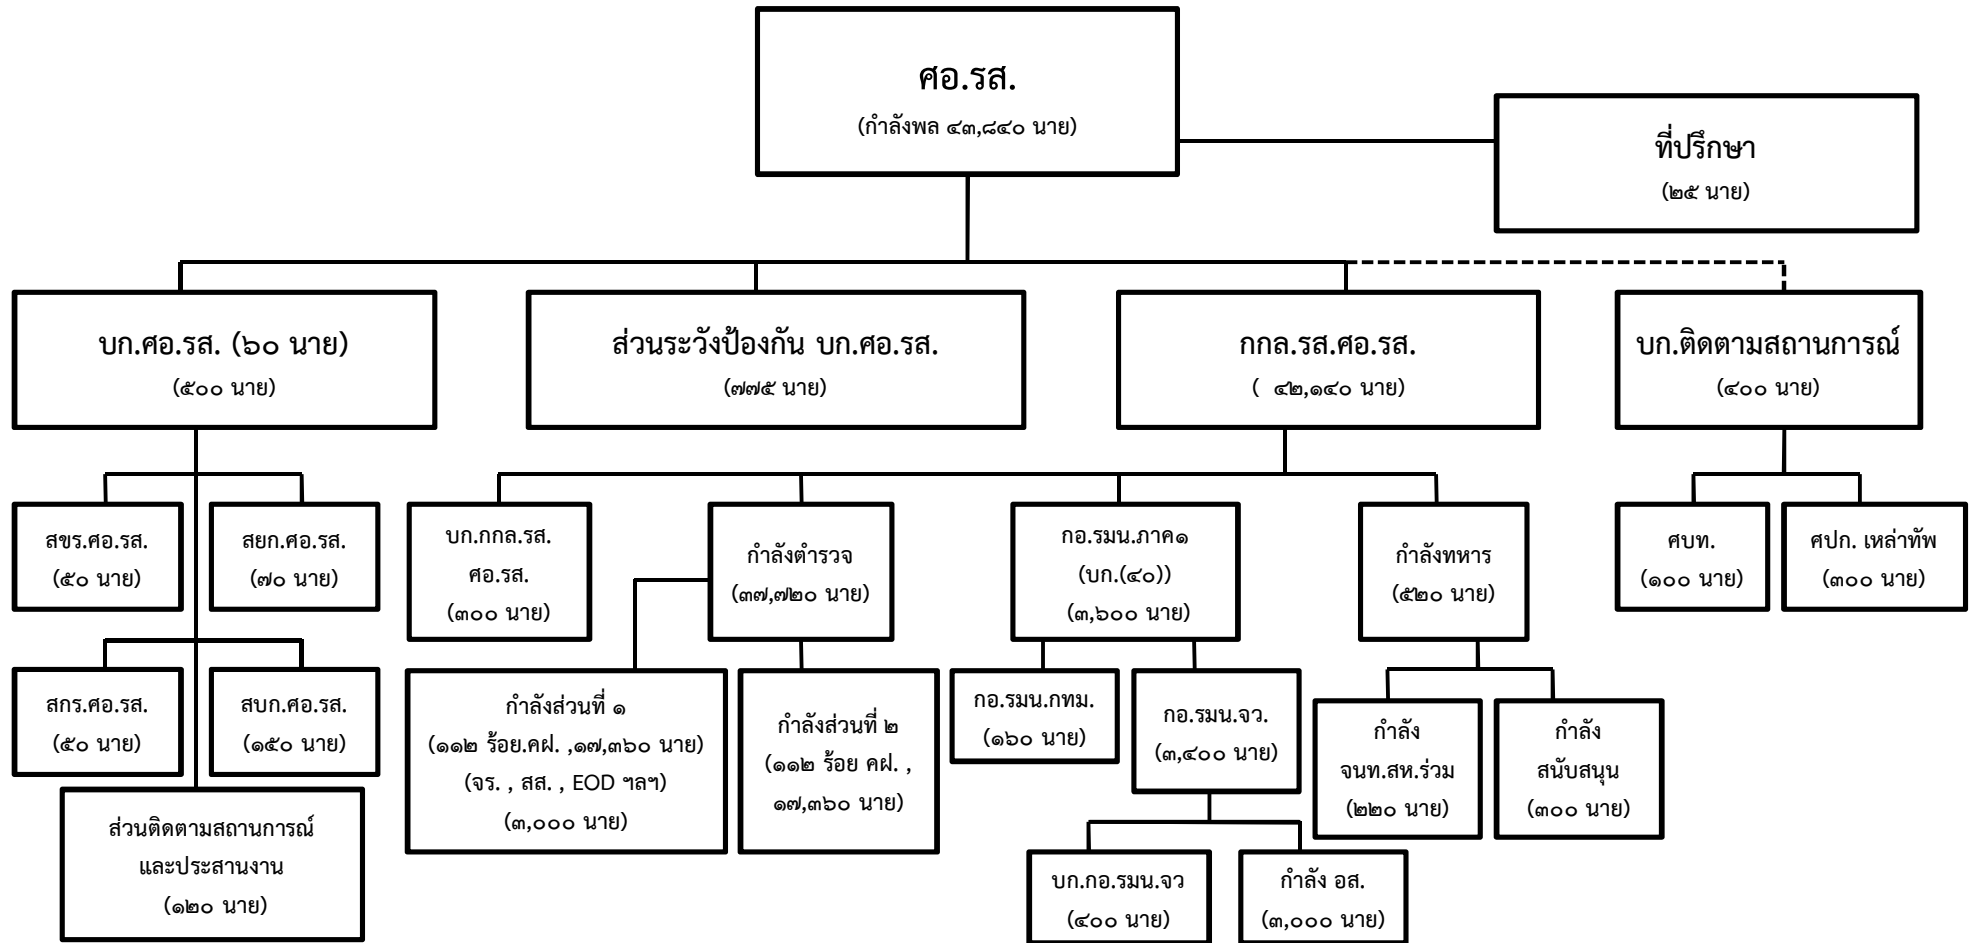 ศอ.รส.
(กำลังพล ๔๓,๘๔๐ นาย)
ที่ปรึกษา
(๒๕ นาย)
บก.ศอ.รส. (๖๐ นาย)
(๕๐๐ นาย)
ส่วนระวังป้องกัน บก.ศอ.รส.
(๗๗๕ นาย)
กกล.รส.ศอ.รส.
( ๔๒,๑๔๐ นาย)
บก.ติดตามสถานการณ์
(๔๐๐ นาย)
สขร.ศอ.รส.
(๕๐ นาย)
สยก.ศอ.รส.
(๗๐ นาย)
บก.กกล.รส.
ศอ.รส.
(๓๐๐ นาย)
กำลังตำรวจ
(๓๗,๗๒๐ นาย)
กอ.รมน.ภาค๑
(บก.(๔๐))
(๓,๖๐๐ นาย)
กำลังทหาร
(๕๒๐ นาย)
ศบท.
(๑๐๐ นาย)
ศปก. เหล่าทัพ
(๓๐๐ นาย)
สกร.ศอ.รส.
(๕๐ นาย)
สบก.ศอ.รส.
(๑๕๐ นาย)
กำลังส่วนที่ ๑
(๑๑๒ ร้อย.คฝ. ,๑๗,๓๖๐ นาย)
(จร. , สส. , EOD ฯลฯ)
(๓,๐๐๐ นาย)
กำลังส่วนที่ ๒
(๑๑๒ ร้อย คฝ. ,
๑๗,๓๖๐ นาย)
กอ.รมน.กทม.
(๑๖๐ นาย)
กอ.รมน.จว.
(๓,๔๐๐ นาย)
กำลัง
จนท.สห.ร่วม
(๒๒๐ นาย)
กำลัง
สนับสนุน
(๓๐๐ นาย)
ส่วนติดตามสถานการณ์
และประสานงาน
(๑๒๐ นาย)
บก.กอ.รมน.จว
(๔๐๐ นาย)
กำลัง อส.
(๓,๐๐๐ นาย)